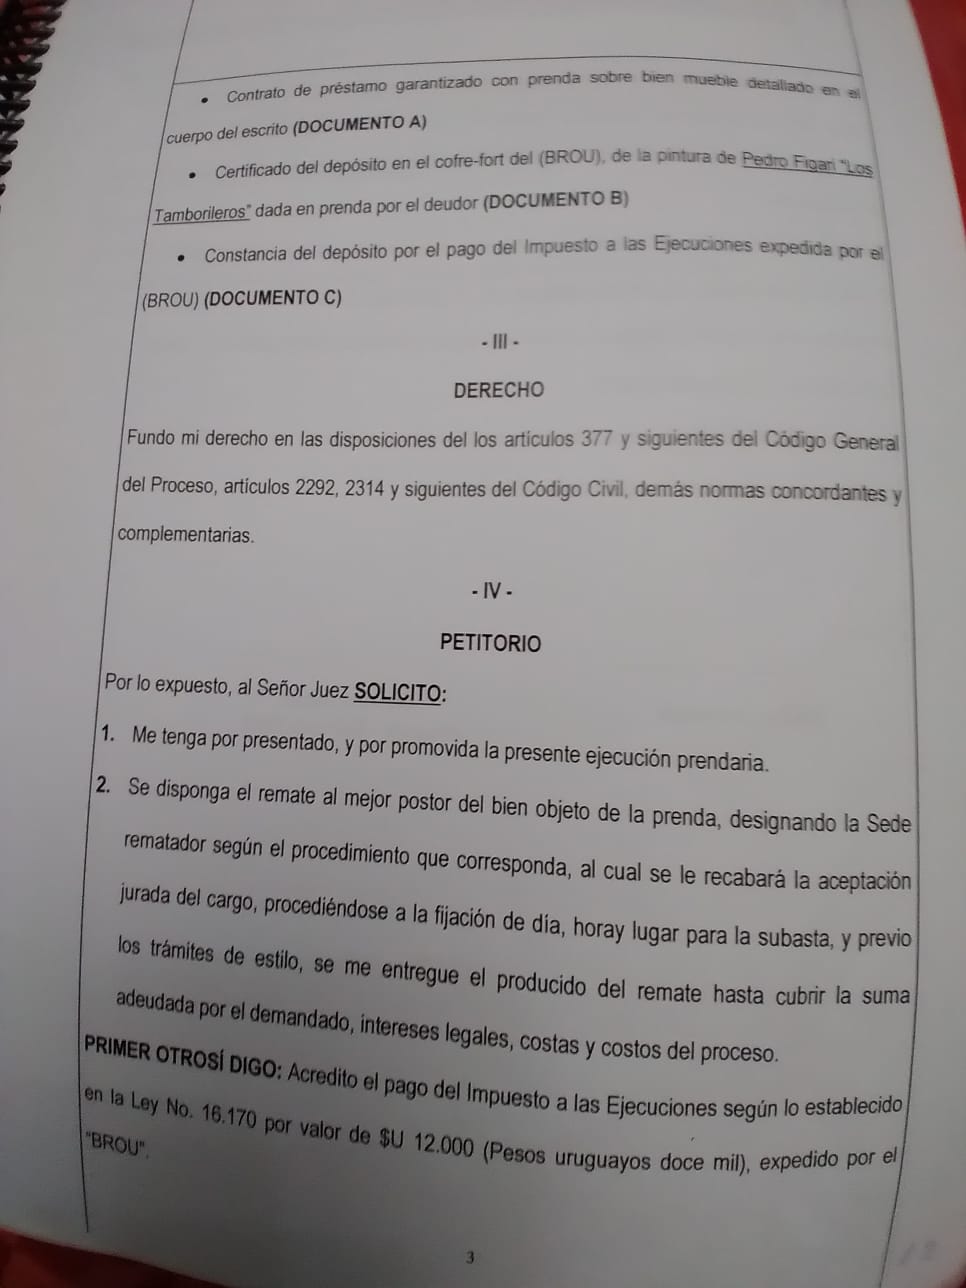 • Contrato de préstamo garantizado con prenda sobre bien mueble detallado en el
cuerpo del escrito (DOCUMENTO A)
• Certificado del depósito en el cofre-fort del (BROU), de la pintura de Pedro Figari "Los
Tamborileros" dada en prenda por el deudor (DOCUMENTO B)
• Constancia del depósito por el pago del Impuesto a las Ejecuciones expedida por el
(BROU) (DOCUMENTO C)
- III -
DERECHO
Fundo mi derecho en las disposiciones del los artículos 377 y siguientes del Código General
del Proceso, artículos 2292, 2314 y siguientes del Código Civil, demás normas concordantes y
complementarias.
- IV -
PETITORIO
Por lo expuesto, al Señor Juez SOLICITO:
1. Me tenga por presentado, y por promovida la presente ejecución prendaria.
2. Se disponga el remate al mejor postor del bien objeto de la prenda, designando la Sede
rematador según el procedimiento que corresponda, al cual se le recabará la aceptación
jurada del cargo, procediéndose a la fijación de día, horay lugar para la subasta, y previo
los trámites de estilo, se me entregue el producido del remate hasta cubrir la suma
adeudada por el demandado, intereses legales, costas y costos del proceso.
PRIMER OTROSÍ DIGO: Acredito el pago del Impuesto a las Ejecuciones según lo establecido
en la Ley No. 16.170 por valor de $U 12.000 (Pesos uruguayos doce mil), expedido por el
"BROU".
3